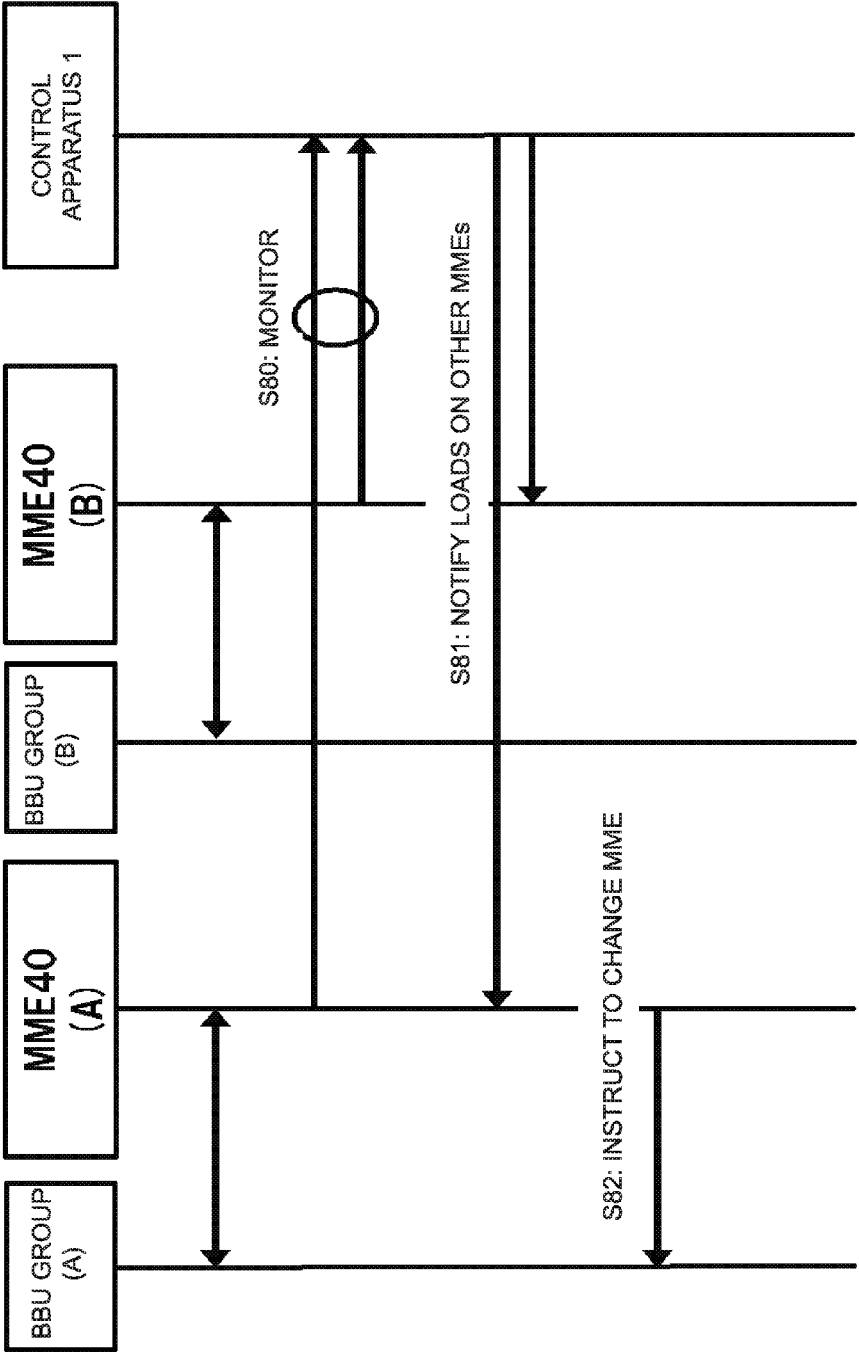 BBU GROUP
(A)
MME40
(A)
BBU GROUP
(B)
MME40
(B)
CONTROL
APPARATUS 1
S80: MONITOR
S81: NOTIFY LOADS ON OTHER MMEs
S82: INSTRUCT TO CHANGE MME